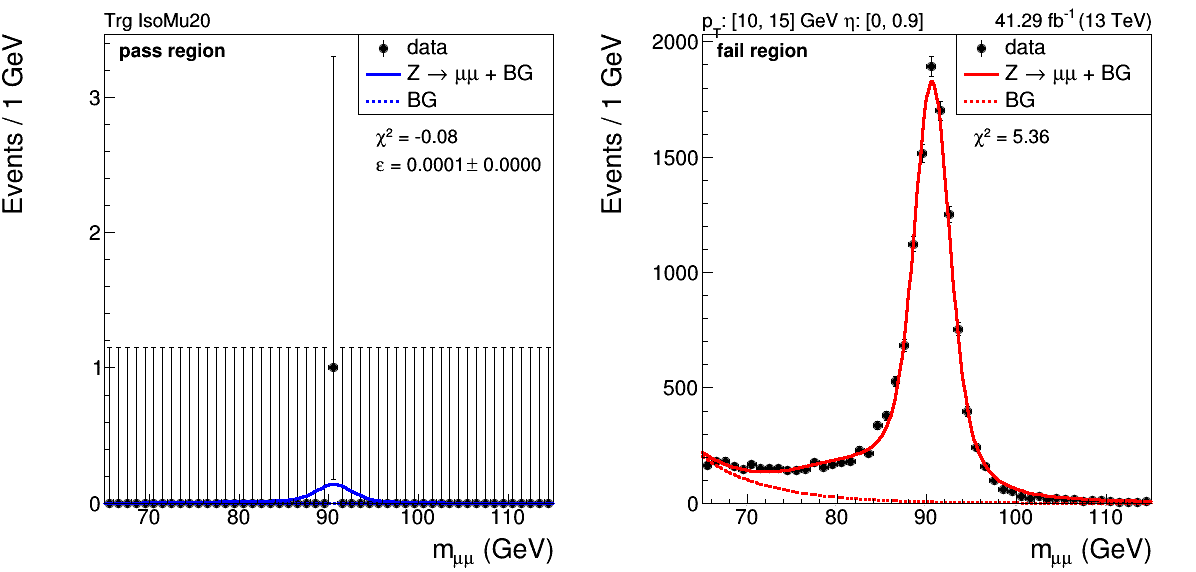 Trg IsoMu20
pass region
data
Z → μμ + BG
BG
χ² = -0.08
ε = 0.0001 ± 0.0000
Events / 1 GeV
3
2
1
0
70 80 90 100 110
m_μμ (GeV)
p_T: [10, 15] GeV η: [0, 0.9] 41.29 fb⁻¹ (13 TeV)
fail region
data
Z → μμ + BG
BG
χ² = 5.36
Events / 1 GeV
2000
1500
1000
500
0
70 80 90 100 110
m_μμ (GeV)